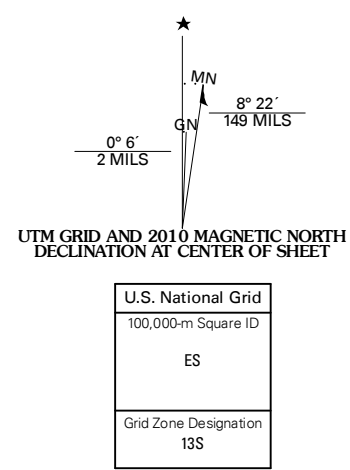 ★
MN
GN
8° 22´
149 MILS
0° 6´
2 MILS
UTM GRID AND 2010 MAGNETIC NORTH
DECLINATION AT CENTER OF SHEET
U.S. National Grid
100,000-m Square ID
ES
Grid Zone Designation
13S